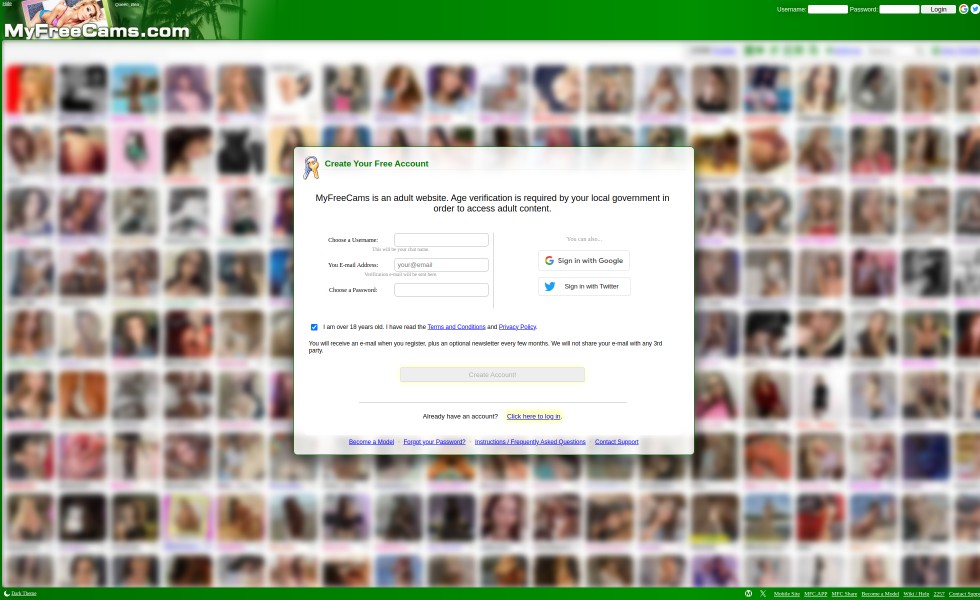 Hide
MyFreeCams.com
Username:
Password:
Login
Create Your Free Account
MyFreeCams is an adult website. Age verification is required by your local government in
order to access adult content.
Choose a Username:
This will be your chat name.
You E-mail Address:
your@email
Verification e-mail will be sent here.
Choose a Password:
You can also...
Sign in with Google
Sign in with Twitter
I am over 18 years old. I have read the Terms and Conditions and Privacy Policy.
You will receive an e-mail when you register, plus an optional newsletter every few months. We will not share your e-mail with any 3rd
party.
Create Account!
Already have an account? Click here to log in.
Become a Model · Forgot your Password? · Instructions / Frequently Asked Questions · Contact Support
Dark Theme
Mobile Site MFC.APP MFC Share Become a Model Wiki / Help 2257 Contact